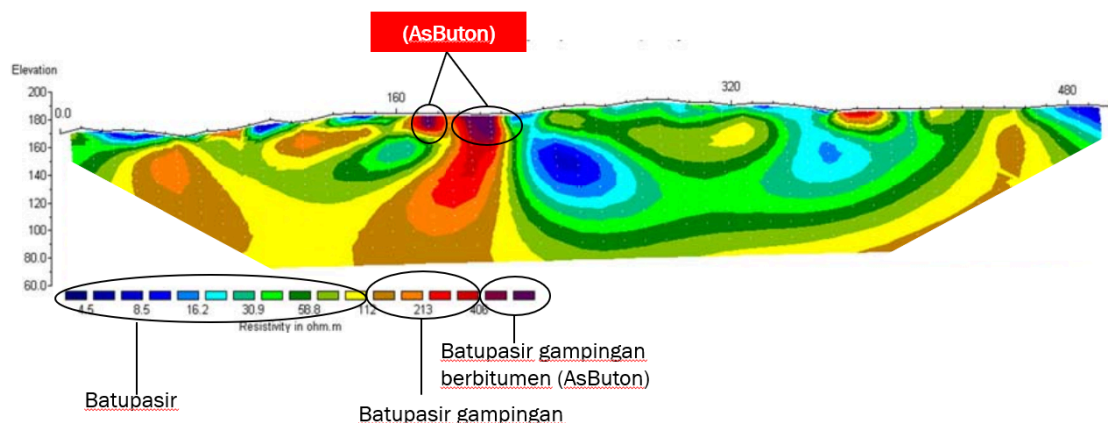 (AsButon)
Elevation
200
0.0
160
320
480
180
160
140
120
100
80.0
60.0
4.5 8.5 16.2 30.9 58.8 112 213 406
Resistivity in ohm.m
Batupasir gampingan
berbitumen (AsButon)
Batupasir
Batupasir gampingan